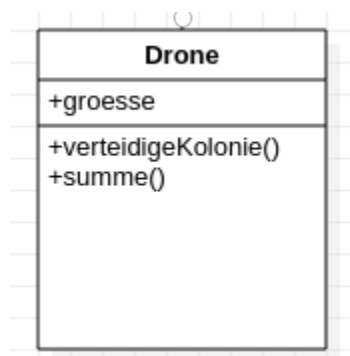 Drone
+groesse
+verteidigeKolonie()
+summe()